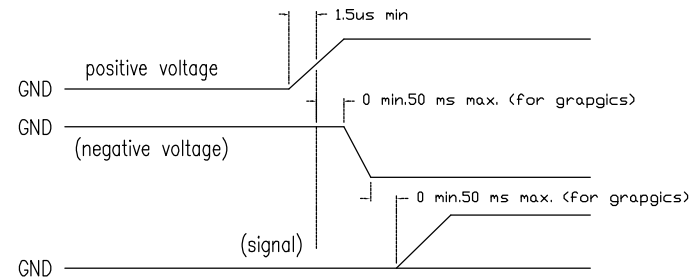 1.5us min
positive voltage
GND
0 min.50 ms max. (for grapgics)
GND
(negative voltage)
0 min.50 ms max. (for grapgics)
(signal)
GND